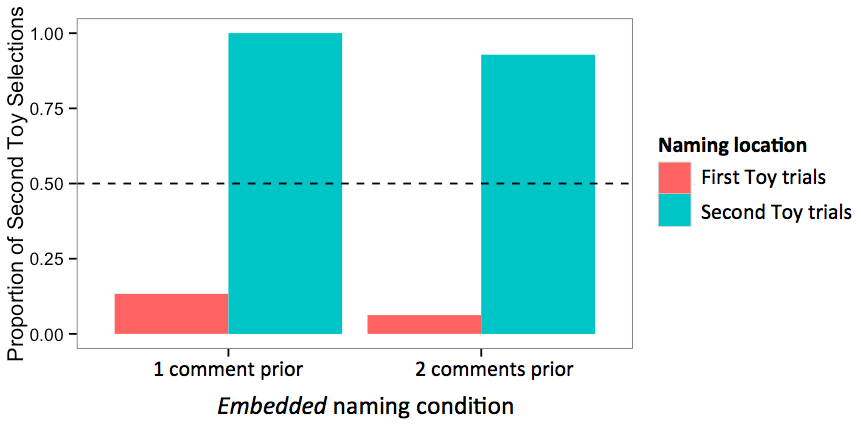 Proportion of Second Toy Selections
1.00
0.75
0.50
0.25
0.00
1 comment prior
2 comments prior
Embedded naming condition
Naming location
First Toy trials
Second Toy trials